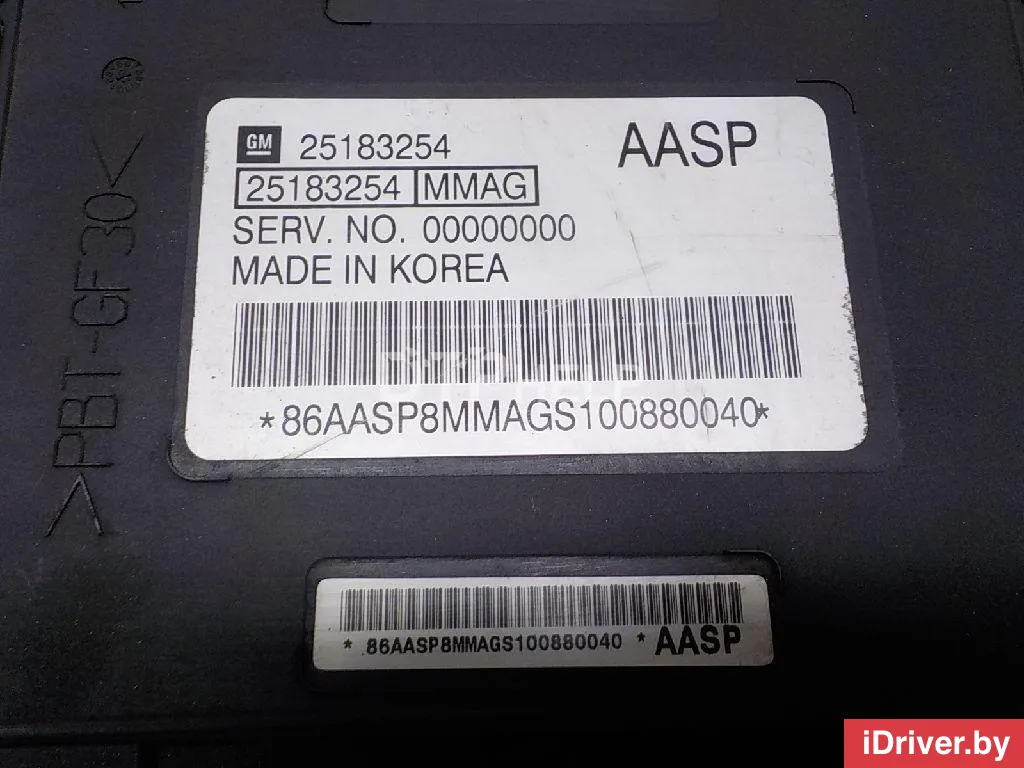 GM 25183254 AASP
25183254 MMAG
SERV. NO. 00000000
MADE IN KOREA
*86AASP8MMAGS100880040*
>PBT-GF30<
* 86AASP8MMAGS100880040 * AASP
iDriver.by